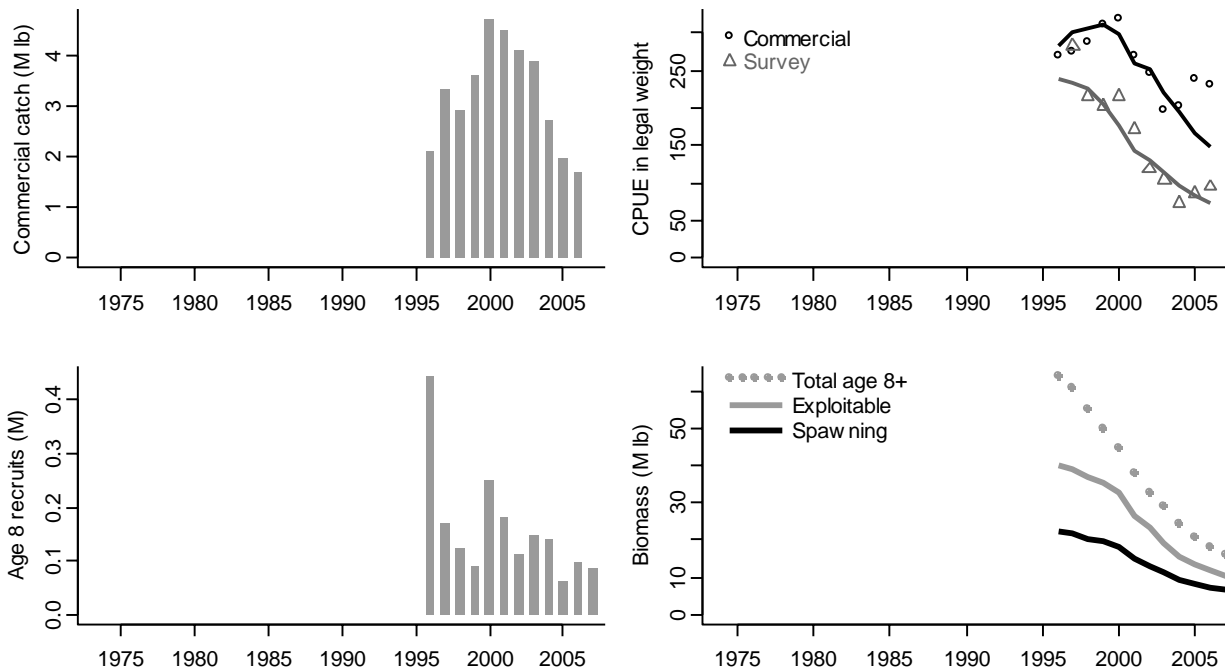 Commercial catch (M lb)
4
3
2
1
0
1975 1980 1985 1990 1995 2000 2005
CPUE in legal weight
250
150
50
0
Commercial
Survey
1975 1980 1985 1990 1995 2000 2005
Age 8 recruits (M)
0.4
0.3
0.2
0.1
0.0
1975 1980 1985 1990 1995 2000 2005
Biomass (M lb)
50
30
10
0
Total age 8+
Exploitable
Spawning
1975 1980 1985 1990 1995 2000 2005